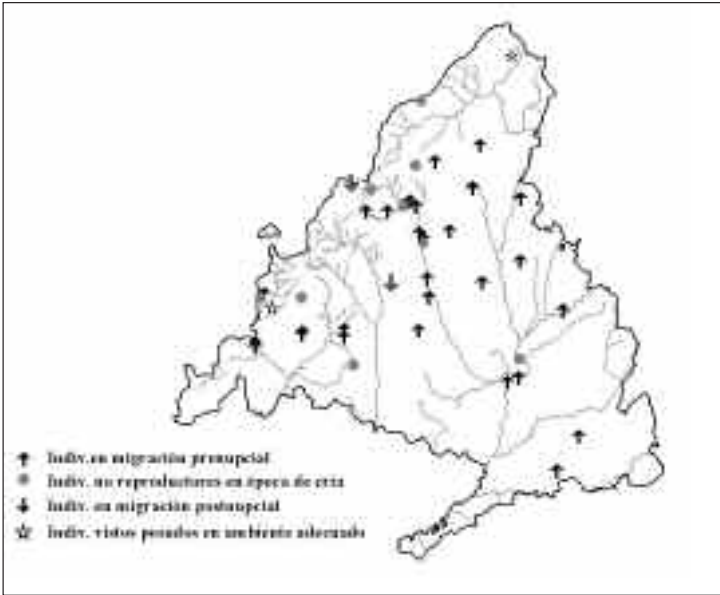 Indiv. en migración prenupcial
Indiv. no reproductores en época de cría
Indiv. en migración postnupcial
Indiv. vistos posados en ambiente adecuado